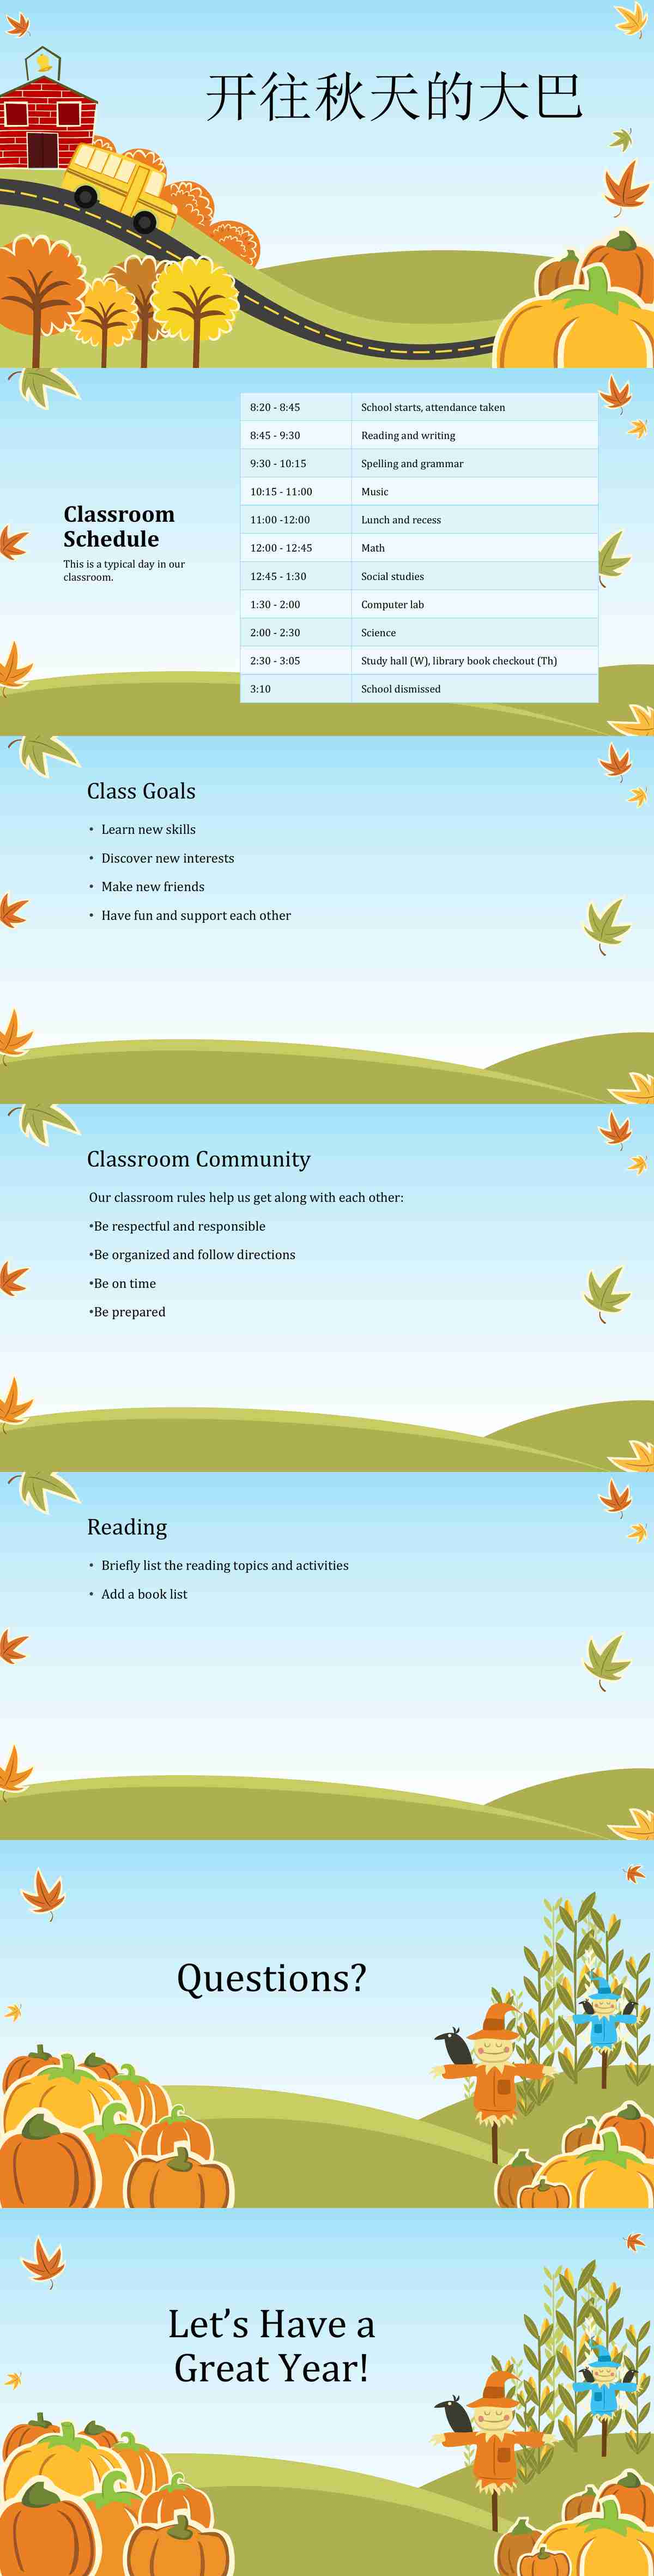 开往秋天的大巴
8:20 - 8:45 School starts, attendance taken
8:45 - 9:30 Reading and writing
9:30 - 10:15 Spelling and grammar
10:15 - 11:00 Music
11:00 -12:00 Lunch and recess
12:00 - 12:45 Math
12:45 - 1:30 Social studies
1:30 - 2:00 Computer lab
2:00 - 2:30 Science
2:30 - 3:05 Study hall (W), library book checkout (Th)
3:10 School dismissed
Classroom
Schedule
This is a typical day in our
classroom.
Class Goals
• Learn new skills
• Discover new interests
• Make new friends
• Have fun and support each other
Classroom Community
Our classroom rules help us get along with each other:
•Be respectful and responsible
•Be organized and follow directions
•Be on time
•Be prepared
Reading
• Briefly list the reading topics and activities
• Add a book list
Questions?
Let’s Have a
Great Year!